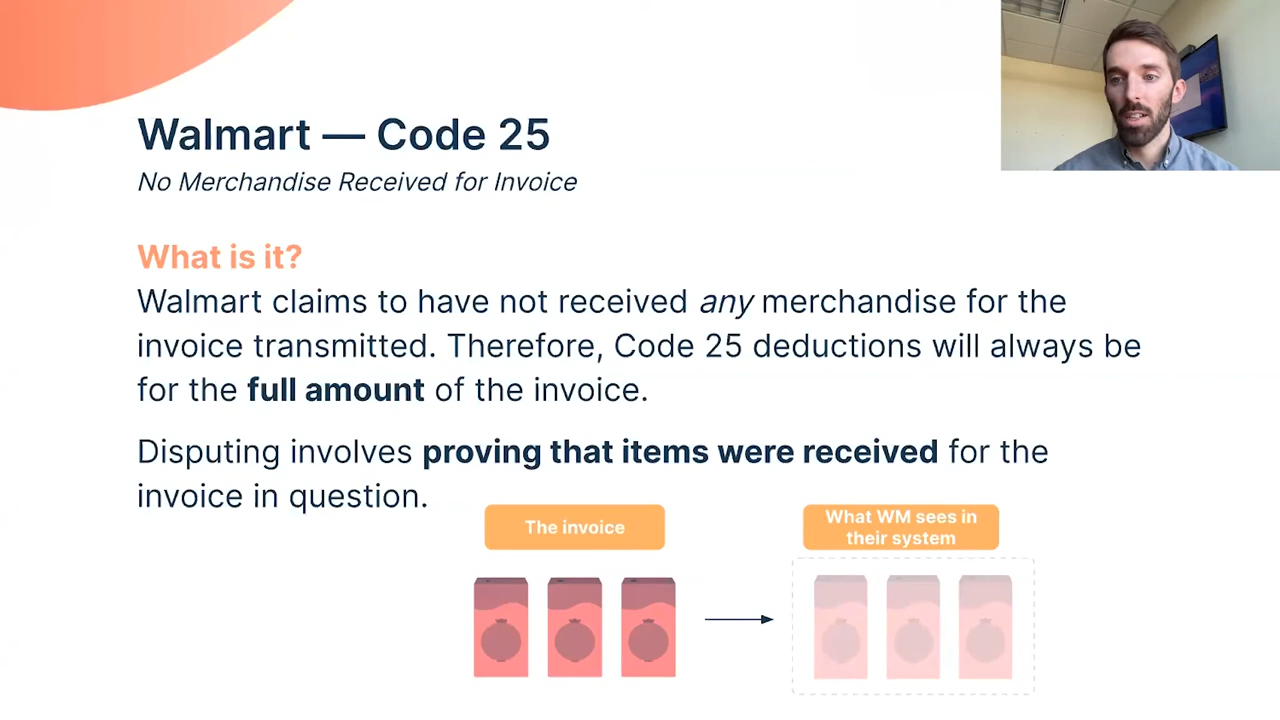 Walmart — Code 25
No Merchandise Received for Invoice
What is it?
Walmart claims to have not received any merchandise for the
invoice transmitted. Therefore, Code 25 deductions will always be
for the full amount of the invoice.
Disputing involves proving that items were received for the
invoice in question.
The invoice
What WM sees in
their system